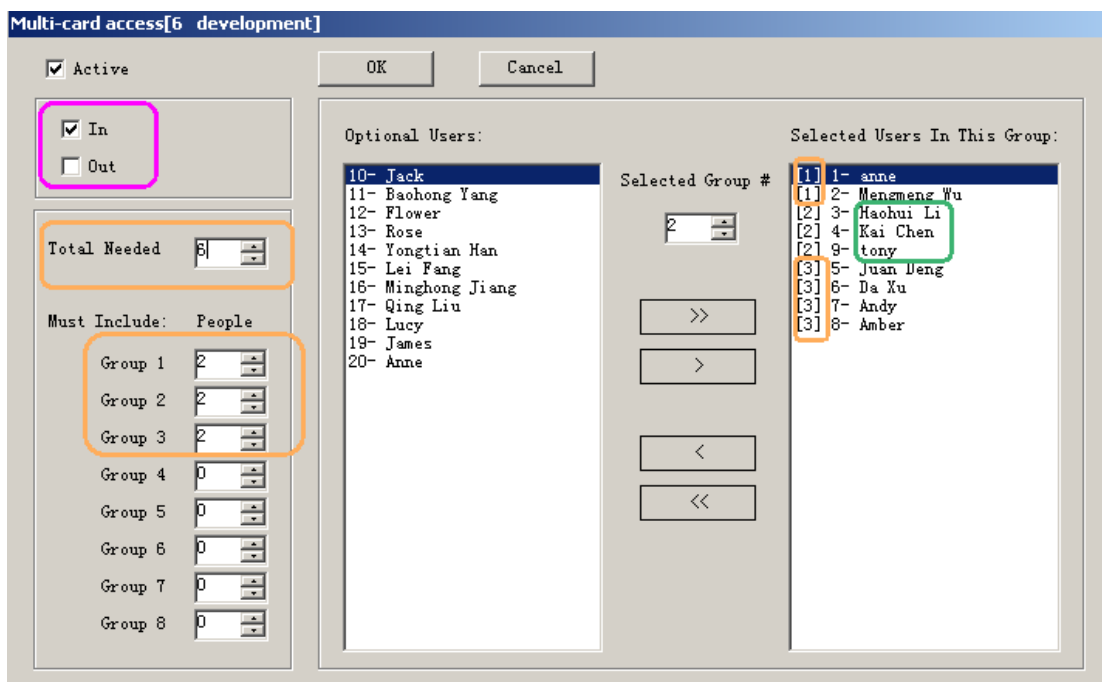 Multi-card access[6 development]
Active
OK
Cancel
In
Out
Total Needed 6
Must Include: People
Group 1 2
Group 2 2
Group 3 2
Group 4 0
Group 5 0
Group 6 0
Group 7 0
Group 8 0
Optional Users:
10- Jack
11- Baohong Yang
12- Flower
13- Rose
14- Yongtian Han
15- Lei Fang
16- Minghong Jiang
17- Qing Liu
18- Lucy
19- James
20- Anne
Selected Group #
2
>>
>
<
<<
Selected Users In This Group:
[1] 1- anne
[1] 2- Mengmeng Wu
[2] 3- Haohui Li
[2] 4- Kai Chen
[2] 9- tony
[3] 5- Juan Deng
[3] 6- Da Xu
[3] 7- Andy
[3] 8- Amber